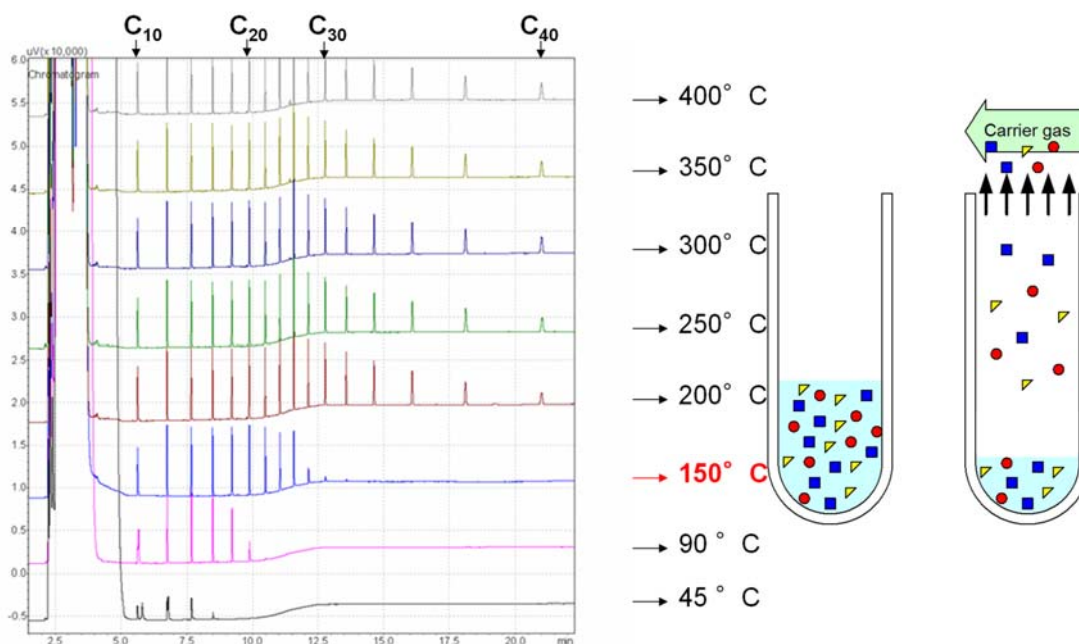 C10 C20 C30 C40
uV(x10,000)
Chromatogram
6.0
5.5
5.0
4.5
4.0
3.5
3.0
2.5
2.0
1.5
1.0
0.5
0.0
-0.5
2.5 5.0 7.5 10.0 12.5 15.0 17.5 20.0 min
400° C
350° C
300° C
250° C
200° C
150° C
90 ° C
45 ° C
Carrier gas